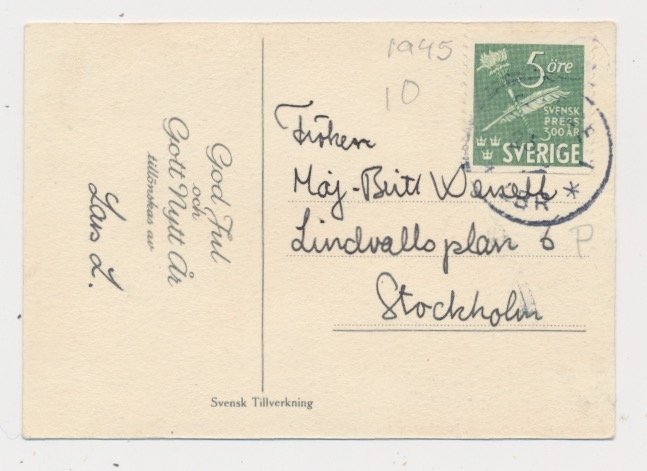 God Jul
och
Gott Nytt År
tillönskas av
Lars L.
Svensk Tillverkning
1945
10
5 öre
SVENSK
PRESS
300 ÅR
SVERIGE
BR *
Fröken
Maj-Britt
Lindvallsplan 6
P
Stockholm